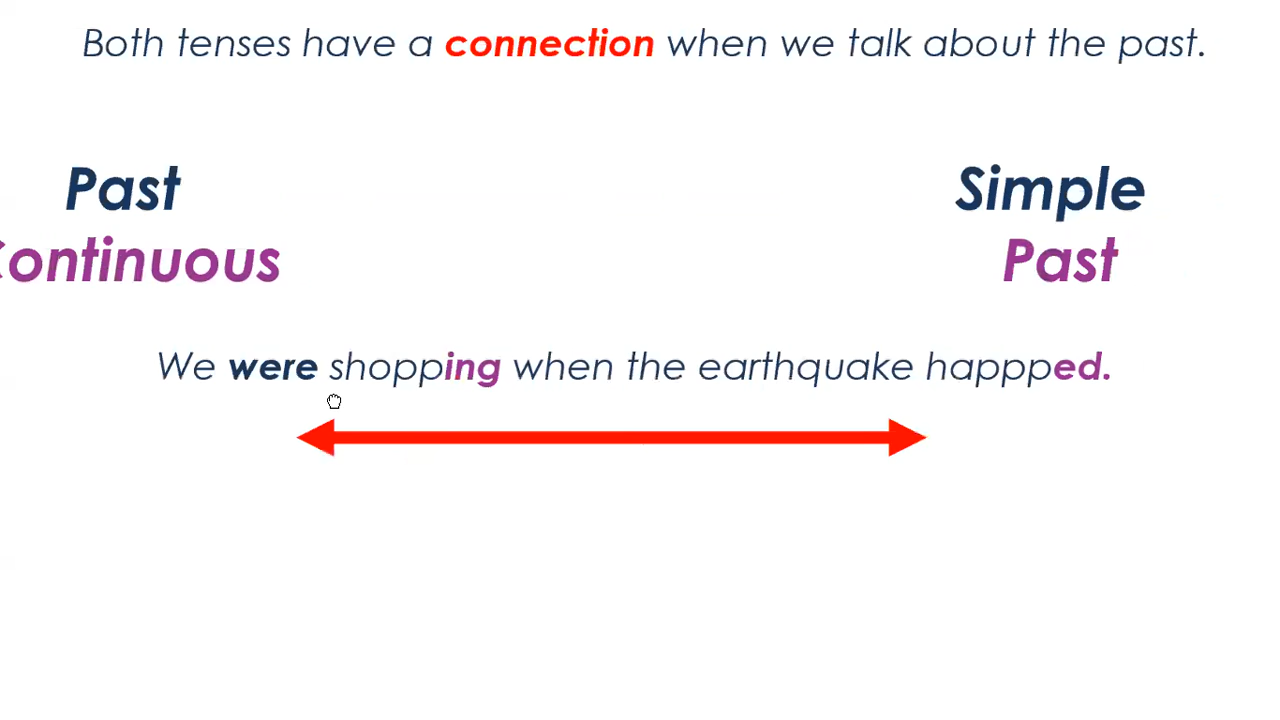 Both tenses have a connection when we talk about the past.
Past
Continuous
Simple
Past
We were shopping when the earthquake happped.